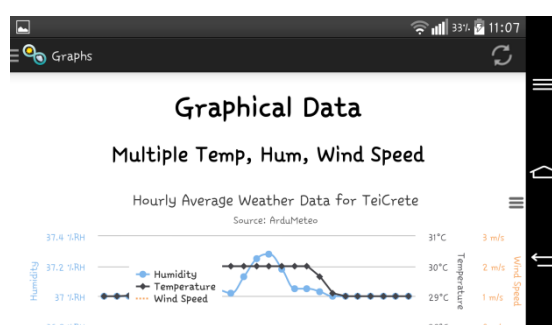 33% 11:07
Graphs
Graphical Data
Multiple Temp, Hum, Wind Speed
Hourly Average Weather Data for TeiCrete
Source: ArduMeteo
37.4 %RH 31°C 3 m/s
37.2 %RH 30°C 2 m/s
37 %RH 29°C 1 m/s
Humidity
Temperature
Wind Speed
Humidity
Temperature
Wind Speed